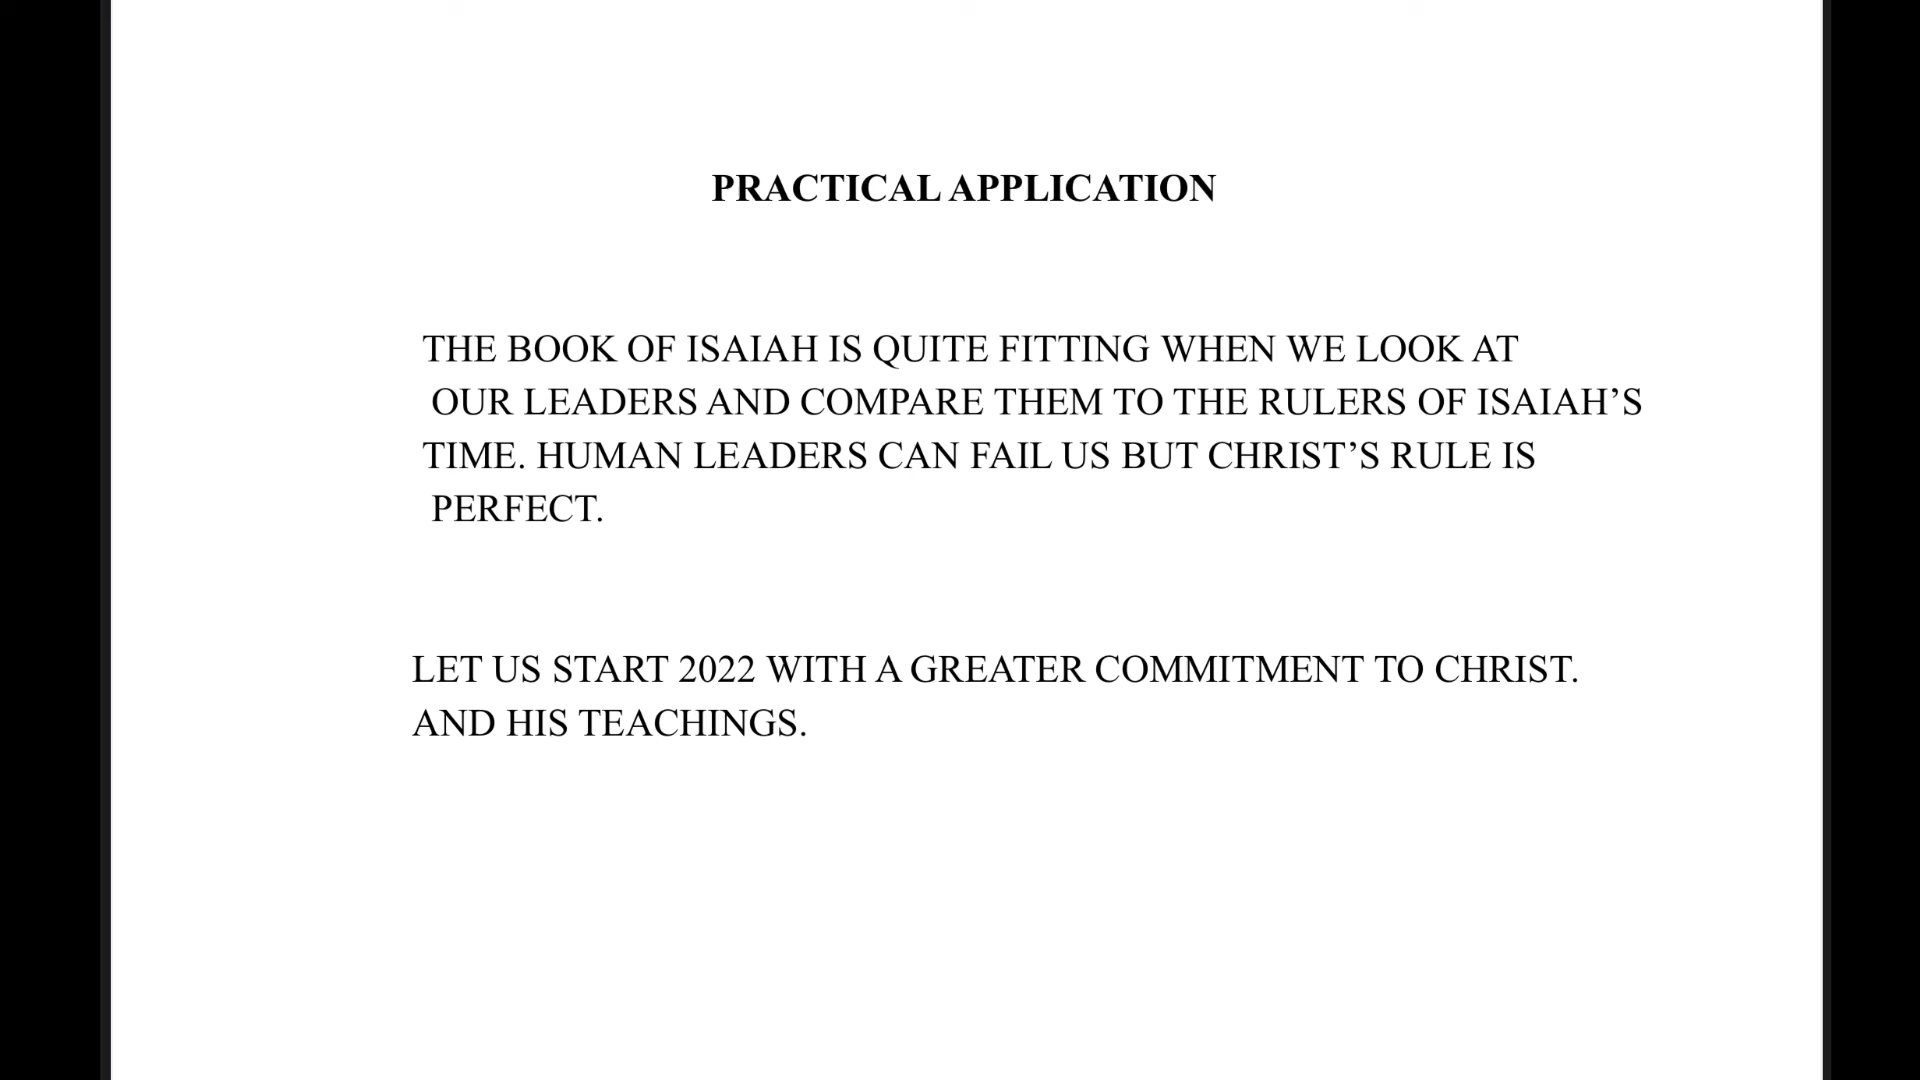 PRACTICAL APPLICATION
THE BOOK OF ISAIAH IS QUITE FITTING WHEN WE LOOK AT
OUR LEADERS AND COMPARE THEM TO THE RULERS OF ISAIAH’S
TIME. HUMAN LEADERS CAN FAIL US BUT CHRIST’S RULE IS
PERFECT.
LET US START 2022 WITH A GREATER COMMITMENT TO CHRIST.
AND HIS TEACHINGS.